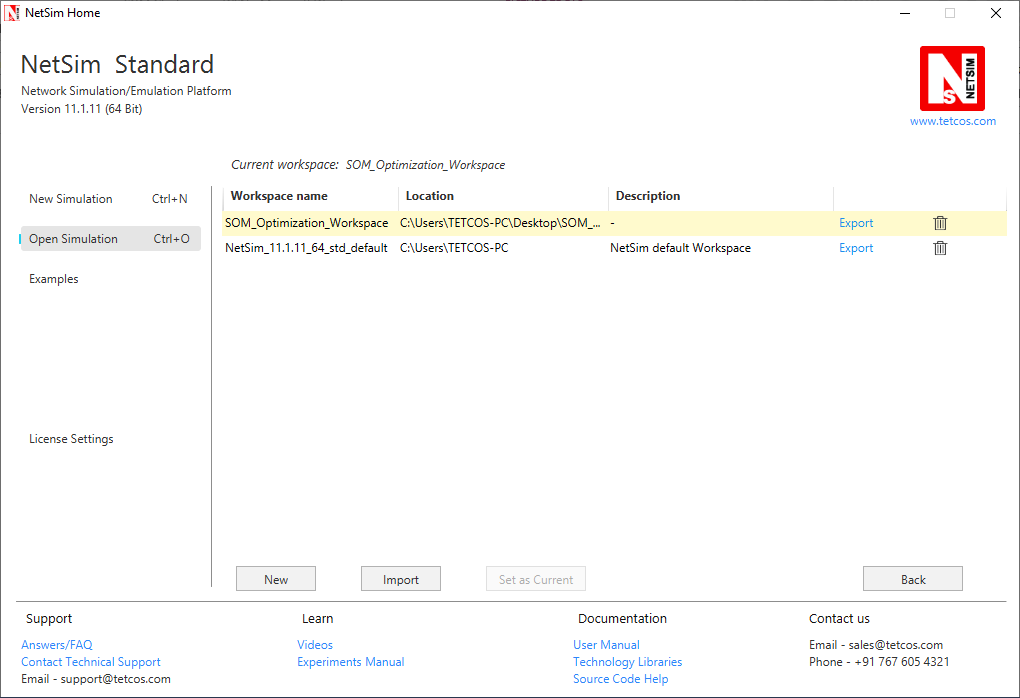 NetSim Home
NetSim Standard
Network Simulation/Emulation Platform
Version 11.1.11 (64 Bit)
NS NETSIM
www.tetcos.com
Current workspace: SOM_Optimization_Workspace
New Simulation Ctrl+N
Open Simulation Ctrl+O
Examples
License Settings
Workspace name Location Description
SOM_Optimization_Workspace C:\Users\TETCOS-PC\Desktop\SOM_... - Export
NetSim_11.1.11_64_std_default C:\Users\TETCOS-PC NetSim default Workspace Export
New Import Set as Current Back
Support Learn Documentation Contact us
Answers/FAQ Videos User Manual Email - sales@tetcos.com
Contact Technical Support Experiments Manual Technology Libraries Phone - +91 767 605 4321
Email - support@tetcos.com Source Code Help